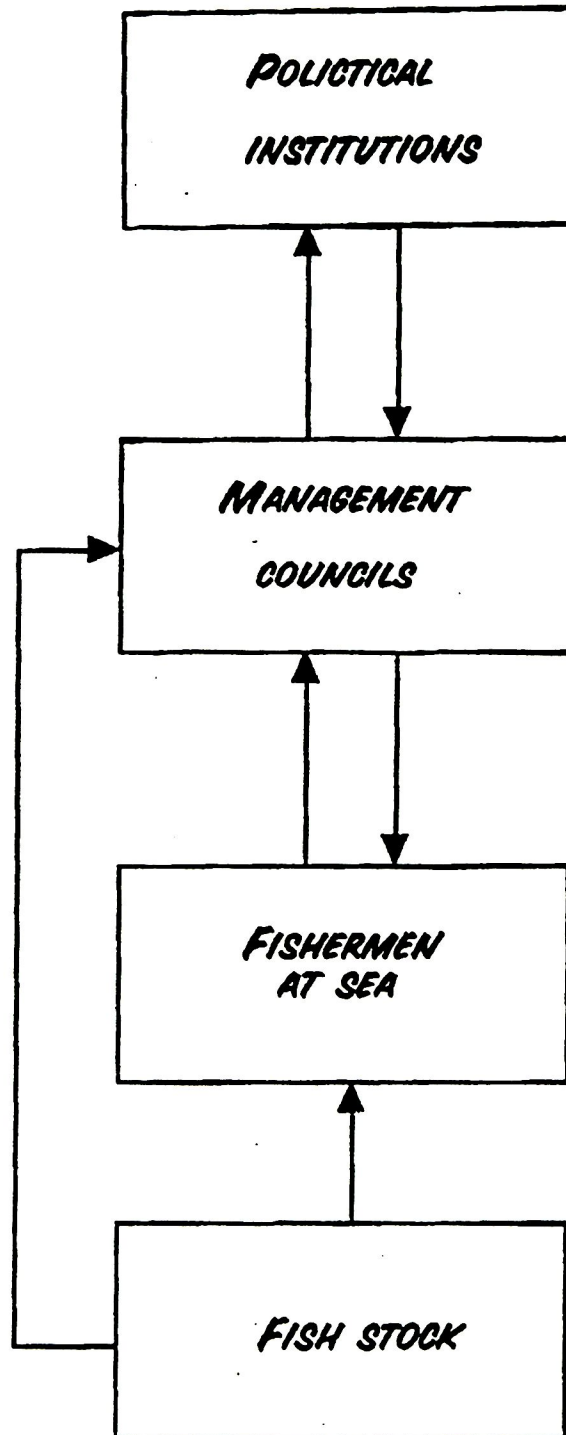 POLICTICAL
INSTITUTIONS
MANAGEMENT
COUNCILS
FISHERMEN
AT SEA
FISH STOCK